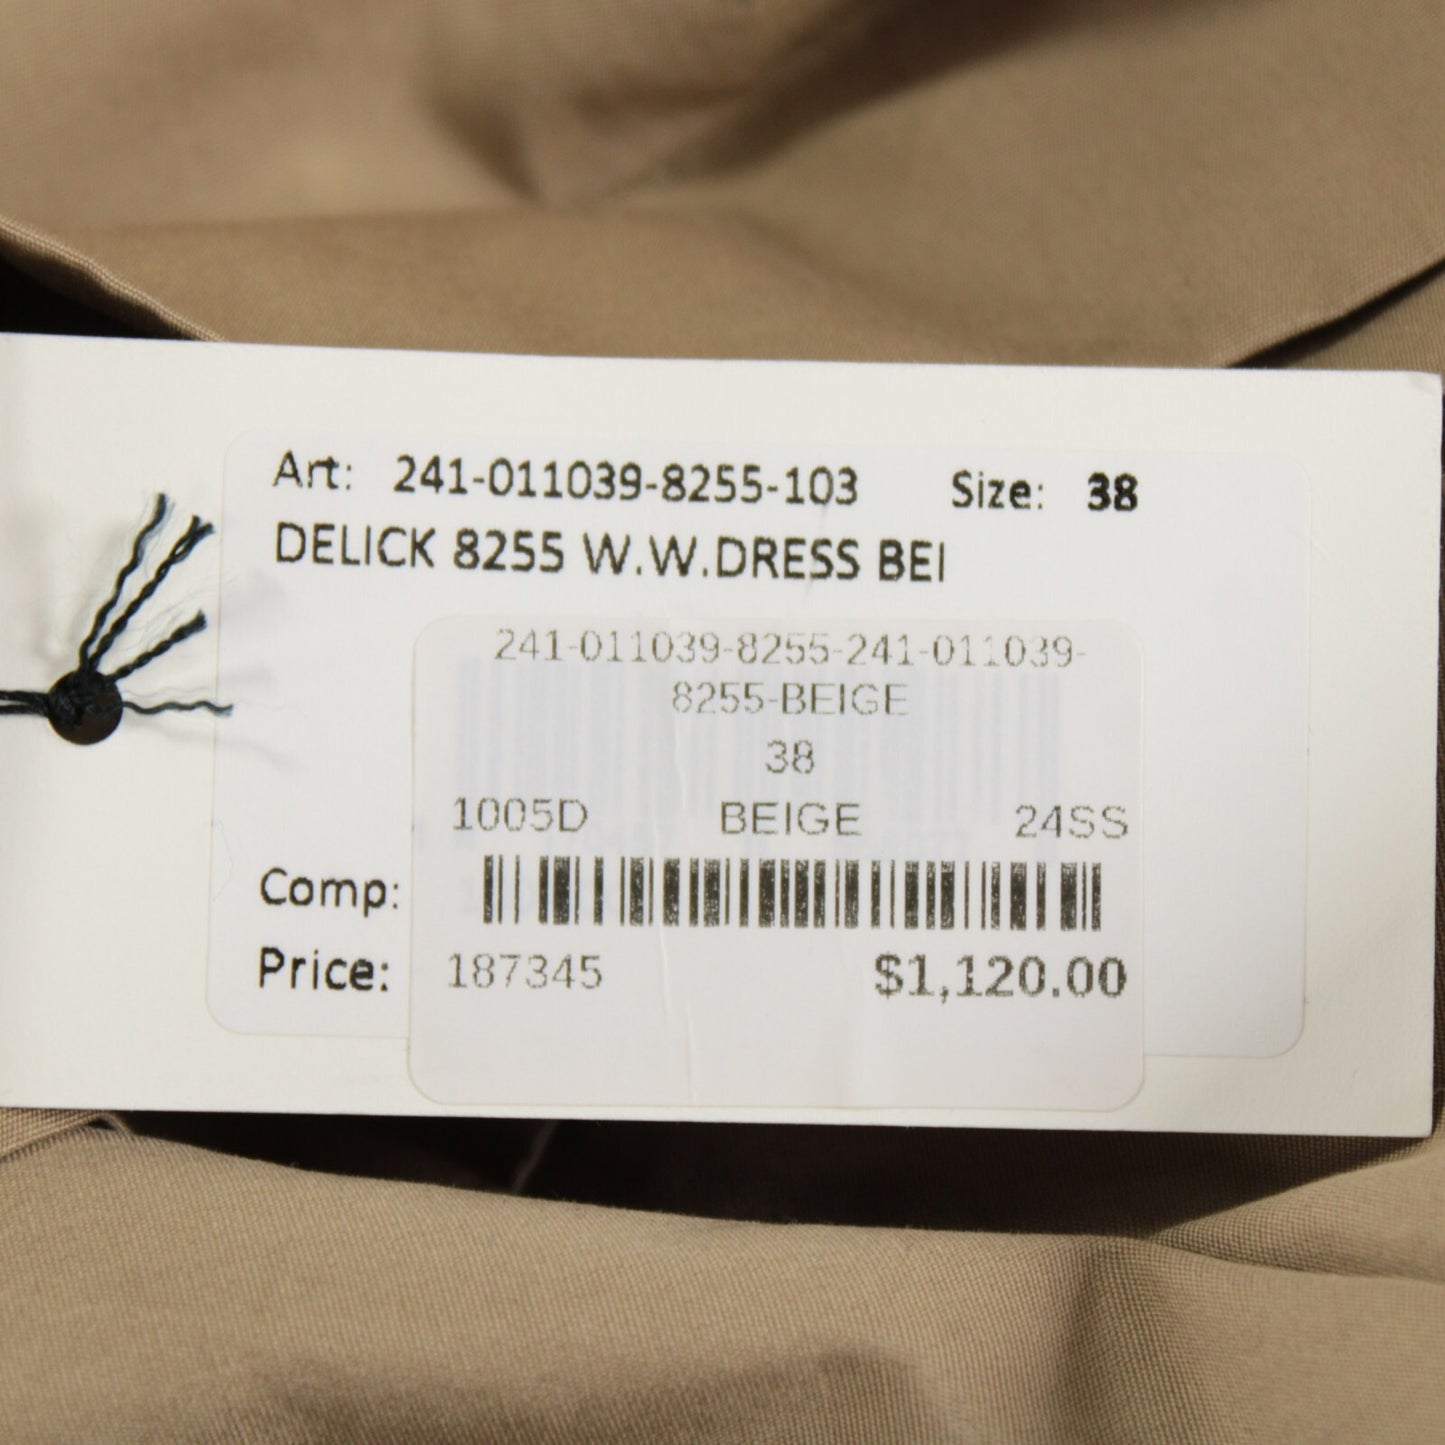 Art: 241-011039-8255-103 Size: 38
DELICK 8255 W.W.DRESS BEI
241-011039-8255-241-011039-
8255-BEIGE
38
1005D BEIGE 24SS
Comp:
Price: 187345 $1,120.00